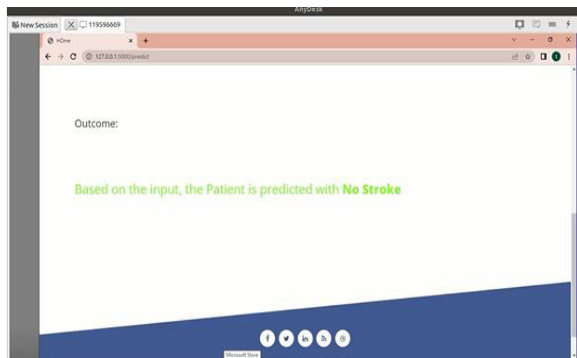 AnyDesk
New Session
119596669
HOme
127.0.0.1:5000/predict
Outcome:
Based on the input, the Patient is predicted with No Stroke
Microsoft Store